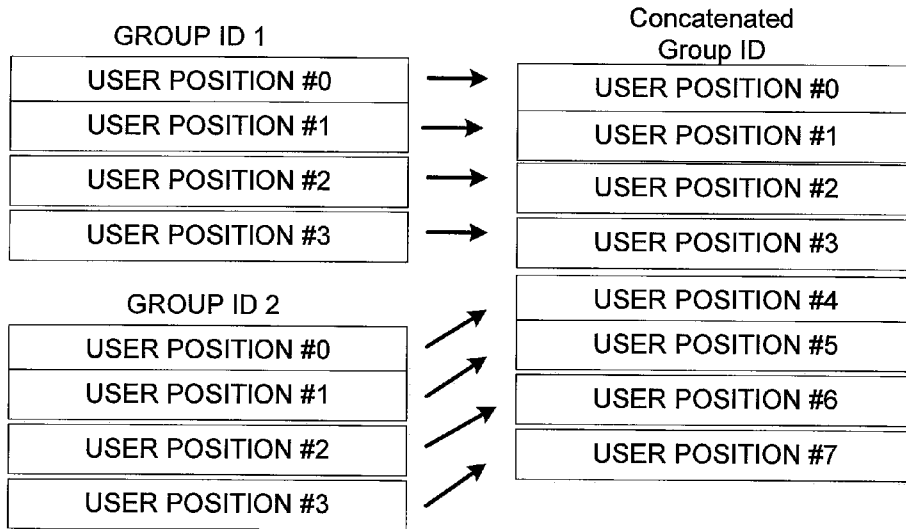 GROUP ID 1
USER POSITION #0
USER POSITION #1
USER POSITION #2
USER POSITION #3
GROUP ID 2
USER POSITION #0
USER POSITION #1
USER POSITION #2
USER POSITION #3
Concatenated
Group ID
USER POSITION #0
USER POSITION #1
USER POSITION #2
USER POSITION #3
USER POSITION #4
USER POSITION #5
USER POSITION #6
USER POSITION #7